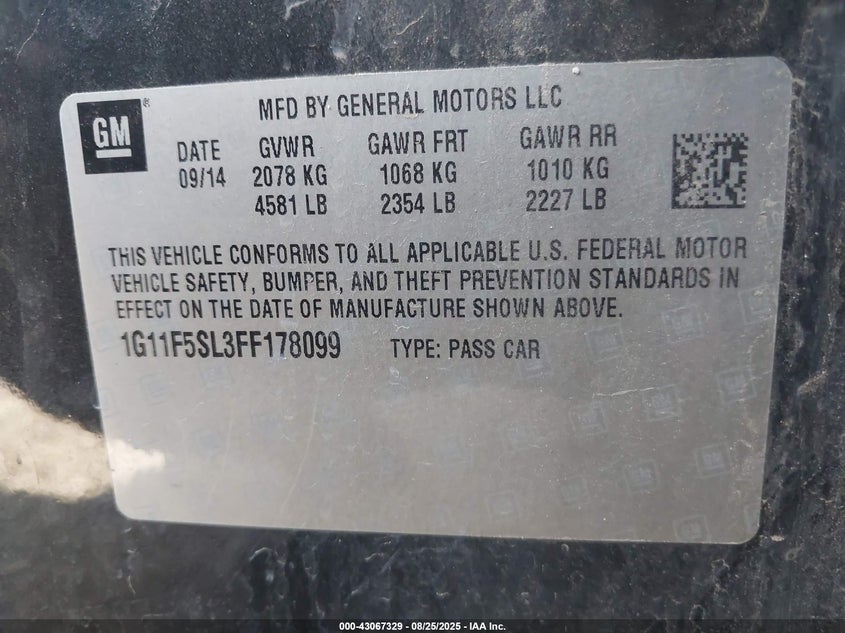 GM®
MFD BY GENERAL MOTORS LLC
DATE GVWR GAWR FRT GAWR RR
09/14 2078 KG 1068 KG 1010 KG
4581 LB 2354 LB 2227 LB
THIS VEHICLE CONFORMS TO ALL APPLICABLE U.S. FEDERAL MOTOR
VEHICLE SAFETY, BUMPER, AND THEFT PREVENTION STANDARDS IN
EFFECT ON THE DATE OF MANUFACTURE SHOWN ABOVE.
1G11F5SL3FF178099 TYPE: PASS CAR
000-43067329 - 08/25/2025 - IAA Inc.